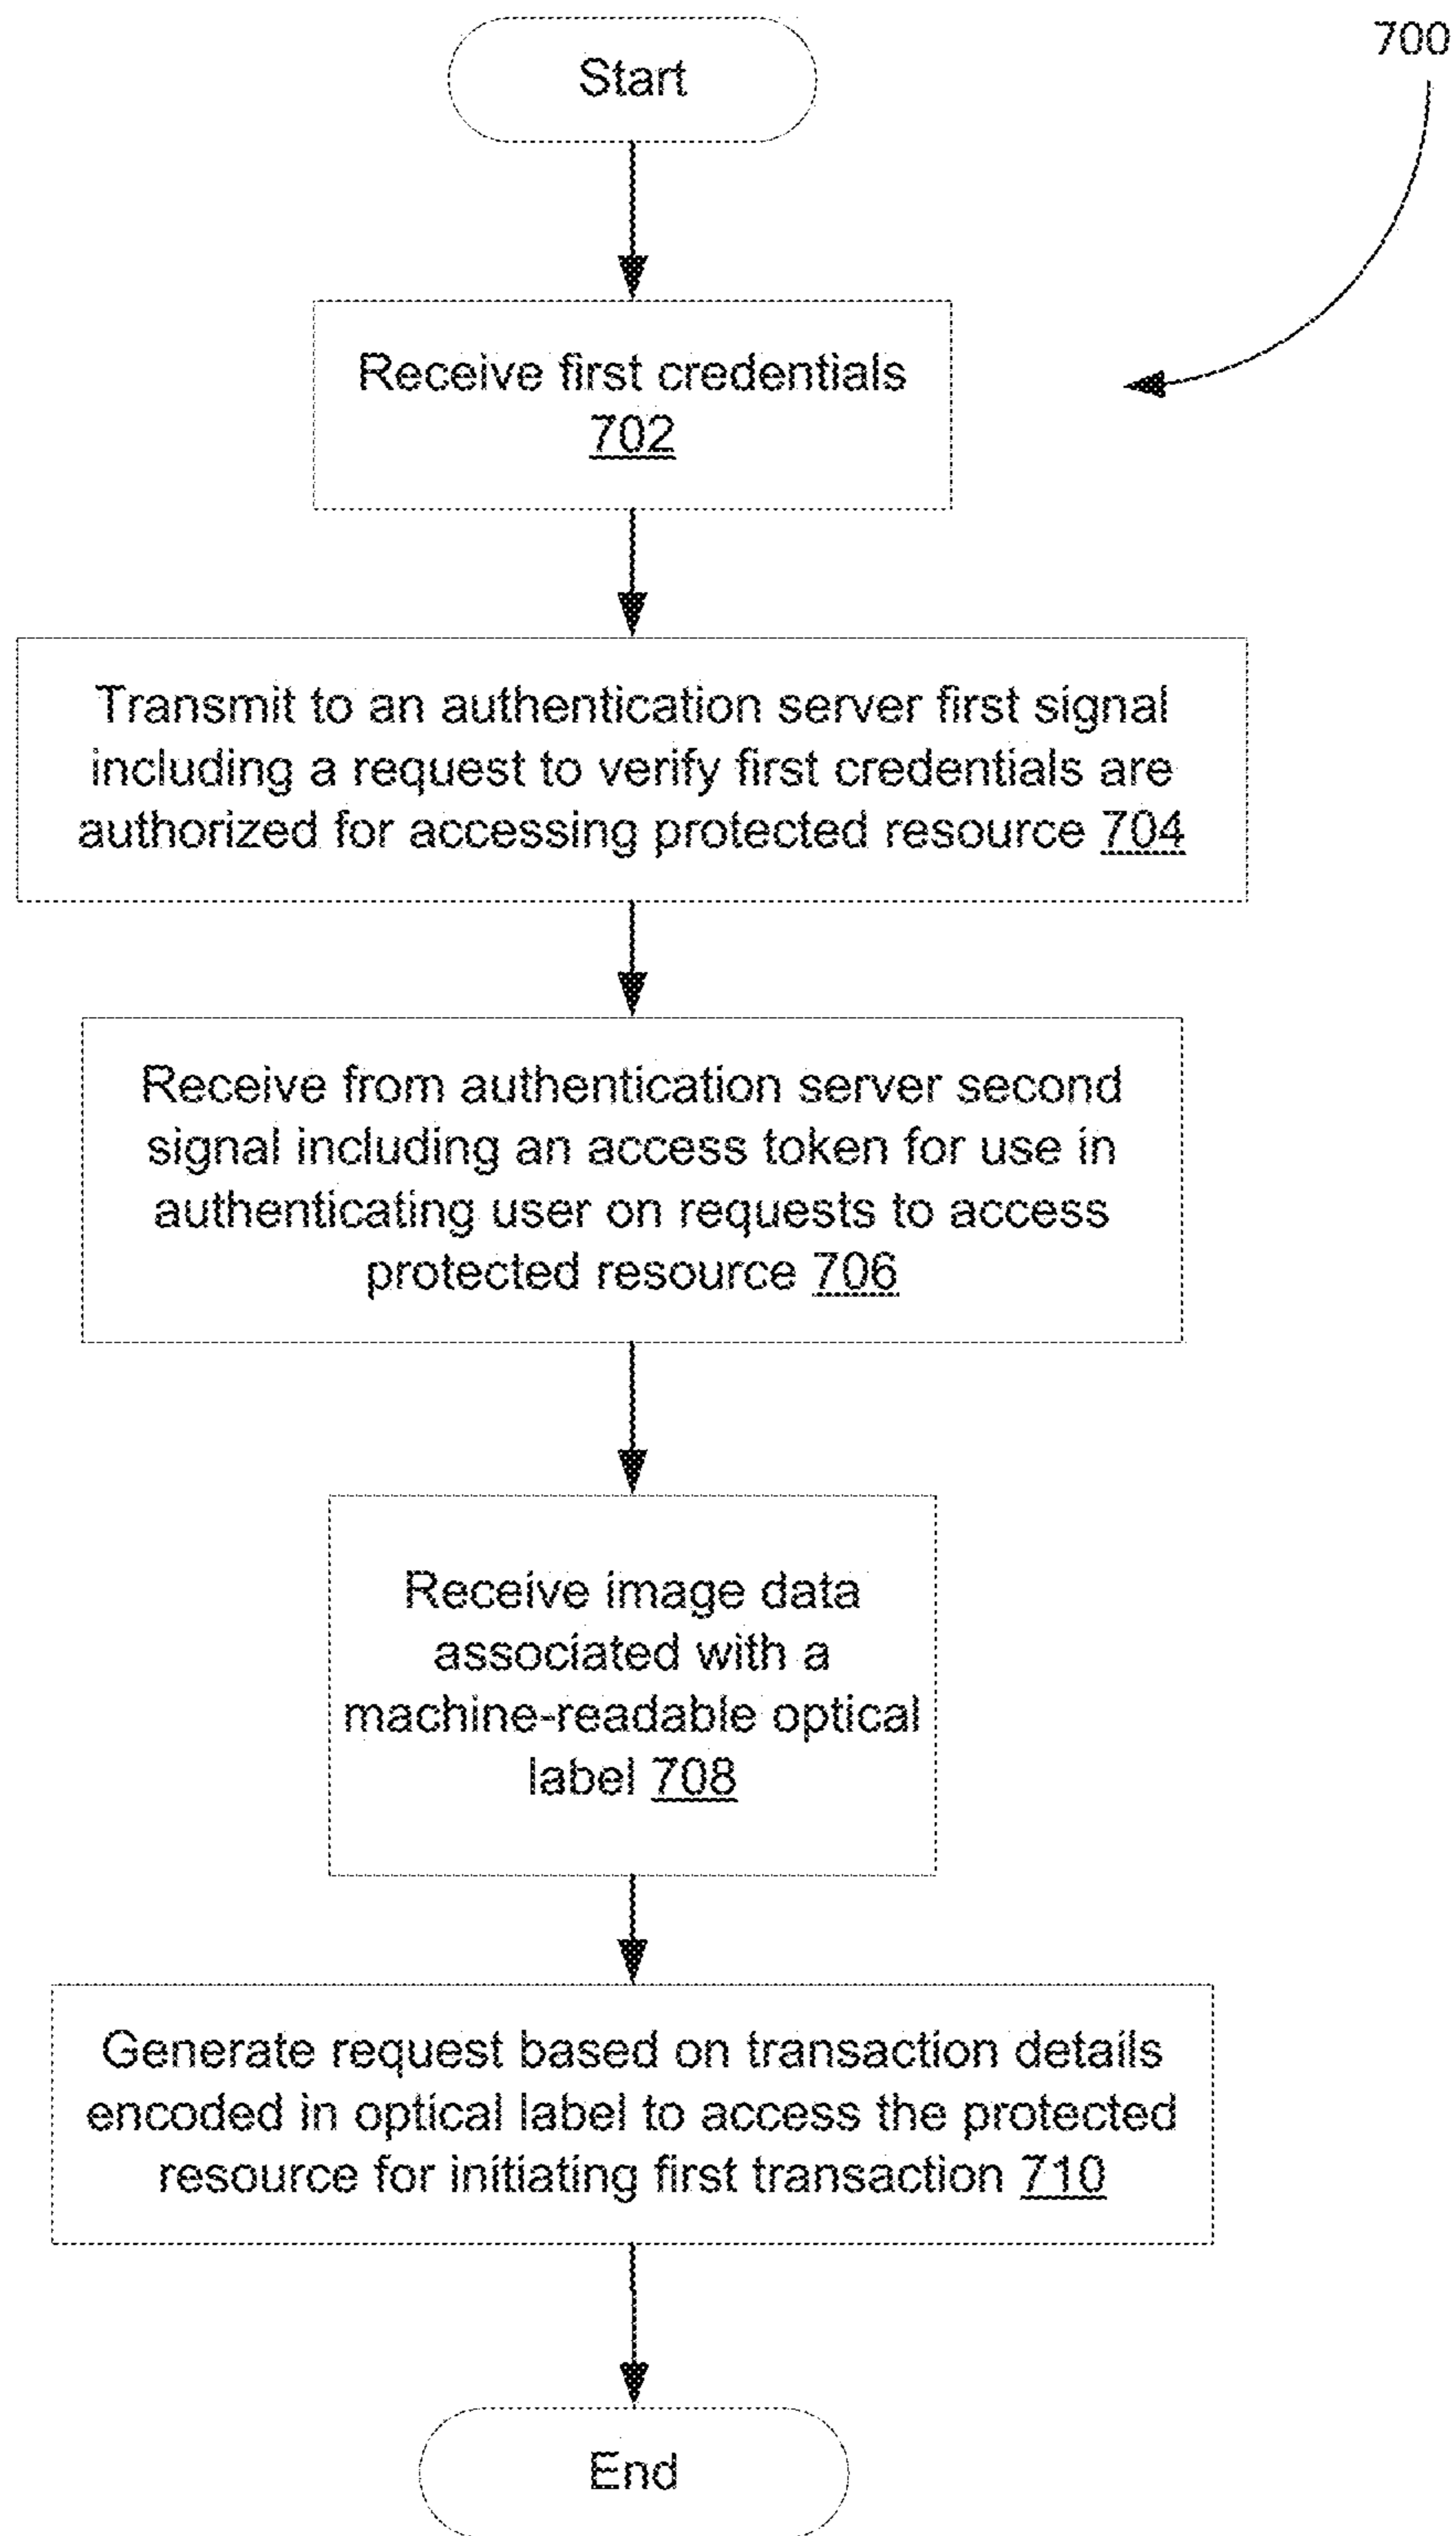 700
Start
Receive first credentials
702
Transmit to an authentication server first signal
including a request to verify first credentials are
authorized for accessing protected resource 704
Receive from authentication server second
signal including an access token for use in
authenticating user on requests to access
protected resource 706
Receive image data
associated with a
machine-readable optical
label 708
Generate request based on transaction details
encoded in optical label to access the protected
resource for initiating first transaction 710
End